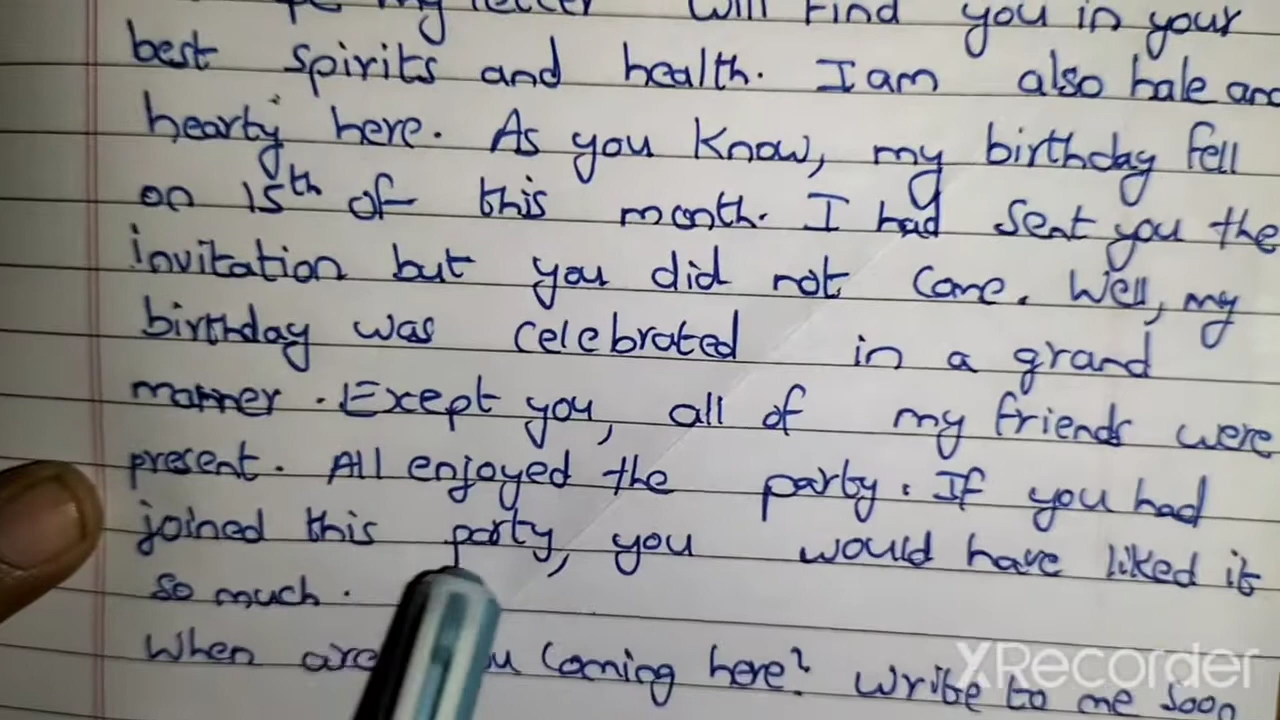 my letter will find you in your
best spirits and health. I am also hale and
hearty here. As you know, my birthday fell
on 15th of this month. I had sent you the
invitation but you did not come. Well, my
birthday was celebrated in a grand
manner. Except you, all of my friends were
present. All enjoyed the party. If you had
joined this party, you would have liked it
so much.
When are coming here? Write to me soon
XRecorder